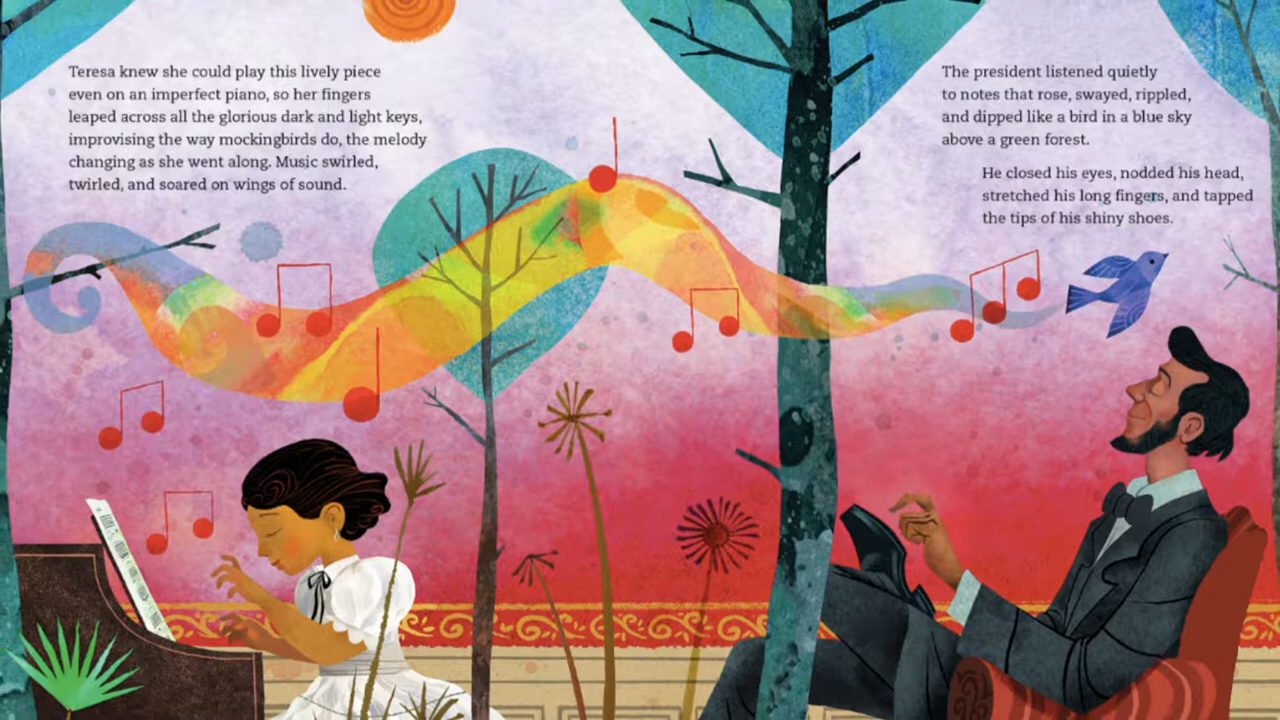 Teresa knew she could play this lively piece
even on an imperfect piano, so her fingers
leaped across all the glorious dark and light keys,
improvising the way mockingbirds do, the melody
changing as she went along. Music swirled,
twirled, and soared on wings of sound.
The president listened quietly
to notes that rose, swayed, rippled,
and dipped like a bird in a blue sky
above a green forest.
He closed his eyes, nodded his head,
stretched his long fingers, and tapped
the tips of his shiny shoes.